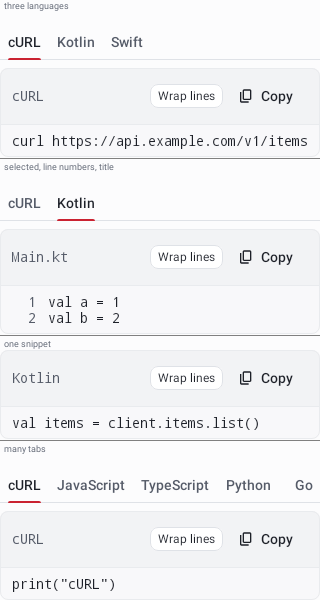 three languages
cURL Kotlin Swift
cURL Wrap lines Copy
curl https://api.example.com/v1/items
selected, line numbers, title
cURL Kotlin
Main.kt Wrap lines Copy
1 val a = 1
2 val b = 2
one snippet
Kotlin Wrap lines Copy
val items = client.items.list()
many tabs
cURL JavaScript TypeScript Python Go
cURL Wrap lines Copy
print("cURL")